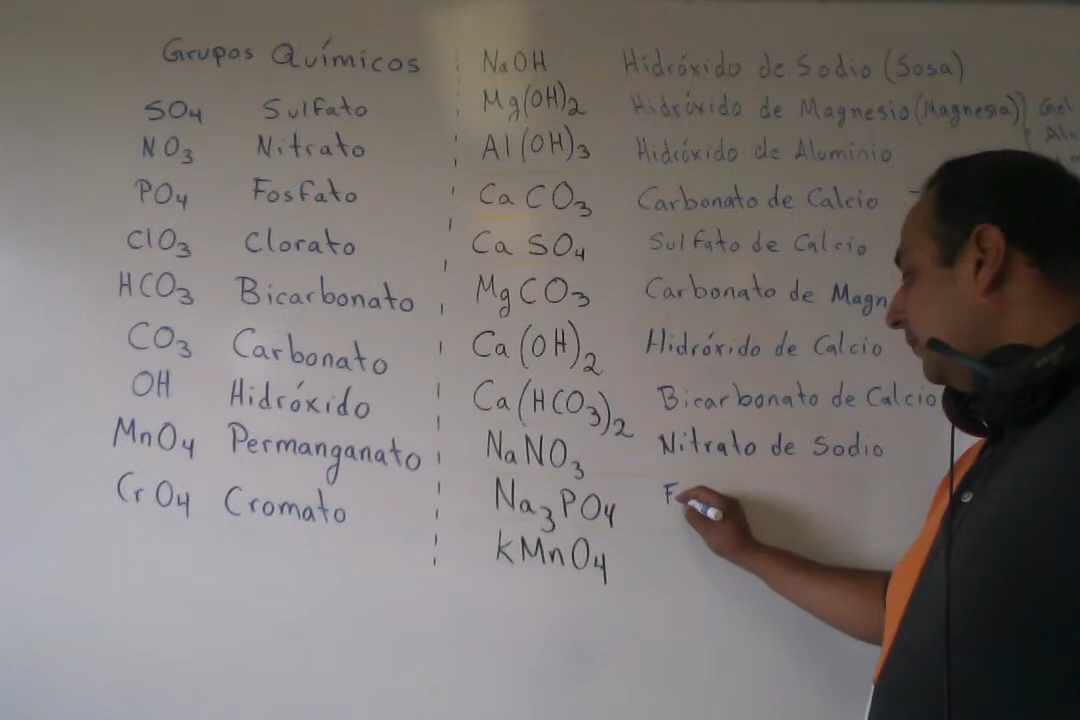 Grupos Químicos
SO4 Sulfato
NO3 Nitrato
PO4 Fosfato
ClO3 Clorato
HCO3 Bicarbonato
CO3 Carbonato
OH Hidróxido
MnO4 Permanganato
CrO4 Cromato
NaOH Hidróxido de Sodio (Sosa)
Mg(OH)2 Hidróxido de Magnesio (Magnesia) Gel
Al(OH)3 Hidróxido de Aluminio Alu
CaCO3 Carbonato de Calcio
CaSO4 Sulfato de Calcio
MgCO3 Carbonato de Magn
Ca(OH)2 Hidróxido de Calcio
Ca(HCO3)2 Bicarbonato de Calcio
NaNO3 Nitrato de Sodio
Na3PO4 F
kMnO4